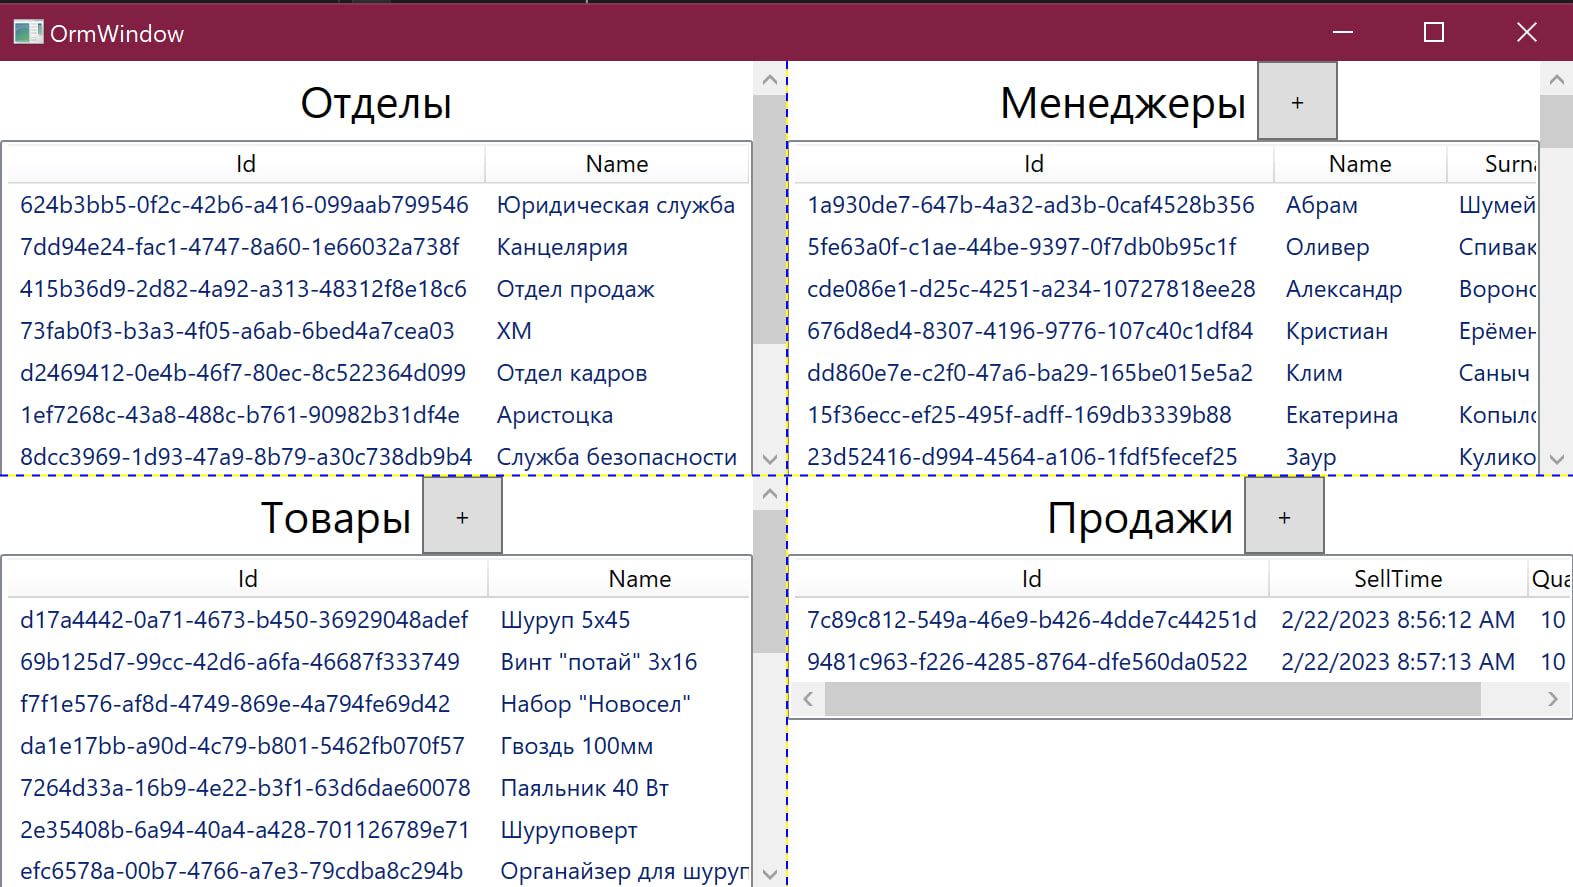 OrmWindow
Отделы
Id Name
624b3bb5-0f2c-42b6-a416-099aab799546 Юридическая служба
7dd94e24-fac1-4747-8a60-1e66032a738f Канцелярия
415b36d9-2d82-4a92-a313-48312f8e18c6 Отдел продаж
73fab0f3-b3a3-4f05-a6ab-6bed4a7cea03 ХМ
d2469412-0e4b-46f7-80ec-8c522364d099 Отдел кадров
1ef7268c-43a8-488c-b761-90982b31df4e Аристоцка
8dcc3969-1d93-47a9-8b79-a30c738db9b4 Служба безопасности
Менеджеры +
Id Name Surna
1a930de7-647b-4a32-ad3b-0caf4528b356 Абрам Шумей
5fe63a0f-c1ae-44be-9397-0f7db0b95c1f Оливер Спивак
cde086e1-d25c-4251-a234-10727818ee28 Александр Вороно
676d8ed4-8307-4196-9776-107c40c1df84 Кристиан Ерёмен
dd860e7e-c2f0-47a6-ba29-165be015e5a2 Клим Саныч
15f36ecc-ef25-495f-adff-169db3339b88 Екатерина Копыло
23d52416-d994-4564-a106-1fdf5fecef25 Заур Кулико
Товары +
Id Name
d17a4442-0a71-4673-b450-36929048adef Шуруп 5х45
69b125d7-99cc-42d6-a6fa-46687f333749 Винт "потай" 3х16
f7f1e576-af8d-4749-869e-4a794fe69d42 Набор "Новосел"
da1e17bb-a90d-4c79-b801-5462fb070f57 Гвоздь 100мм
7264d33a-16b9-4e22-b3f1-63d6dae60078 Паяльник 40 Вт
2e35408b-6a94-40a4-a428-701126789e71 Шуруповерт
efc6578a-00b7-4766-a7e3-79cdba8c294b Органайзер для шуруп
Продажи +
Id SellTime Qua
7c89c812-549a-46e9-b426-4dde7c44251d 2/22/2023 8:56:12 AM 10
9481c963-f226-4285-8764-dfe560da0522 2/22/2023 8:57:13 AM 10